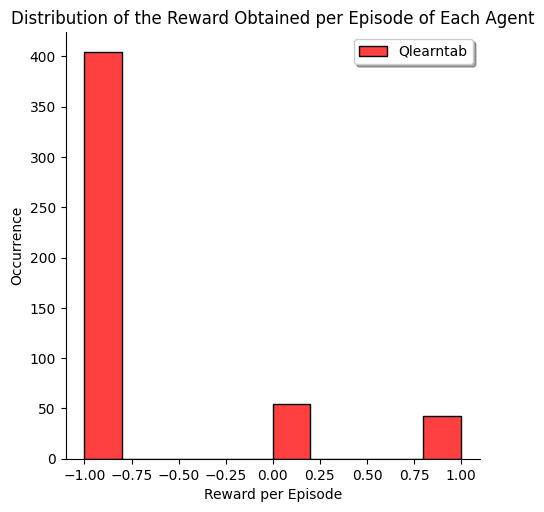 Distribution of the Reward Obtained per Episode of Each Agent
Qlearntab
400
350
300
250
200
150
100
50
0
Occurrence
−1.00 −0.75 −0.50 −0.25 0.00 0.25 0.50 0.75 1.00
Reward per Episode